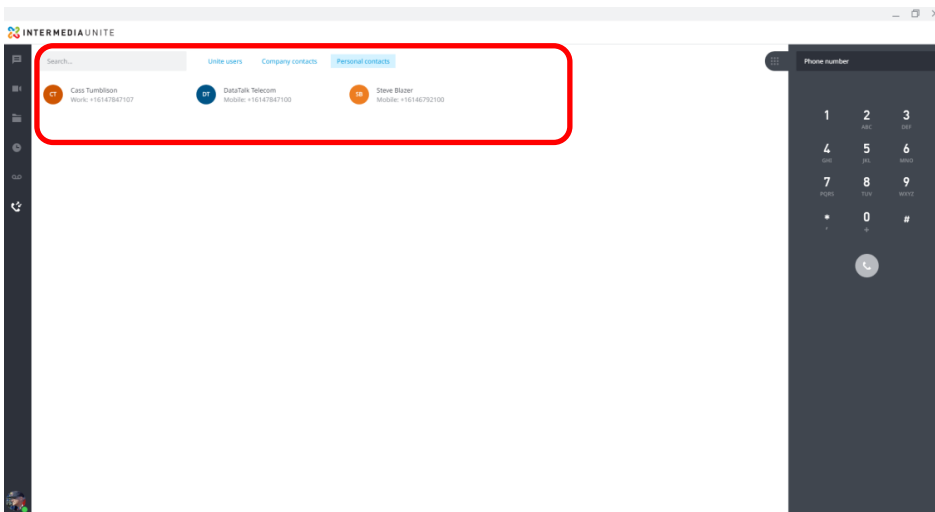 INTERMEDIA UNITE
Search...
Unite users
Company contacts
Personal contacts
CT
Cass Tumblison
Work: +16147847107
DT
DataTalk Telecom
Mobile: +16147847100
SB
Steve Blazer
Mobile: +16146792100
Phone number
1
2
ABC
3
DEF
4
GHI
5
JKL
6
MNO
7
PQRS
8
TUV
9
WXYZ
*
0
+
#